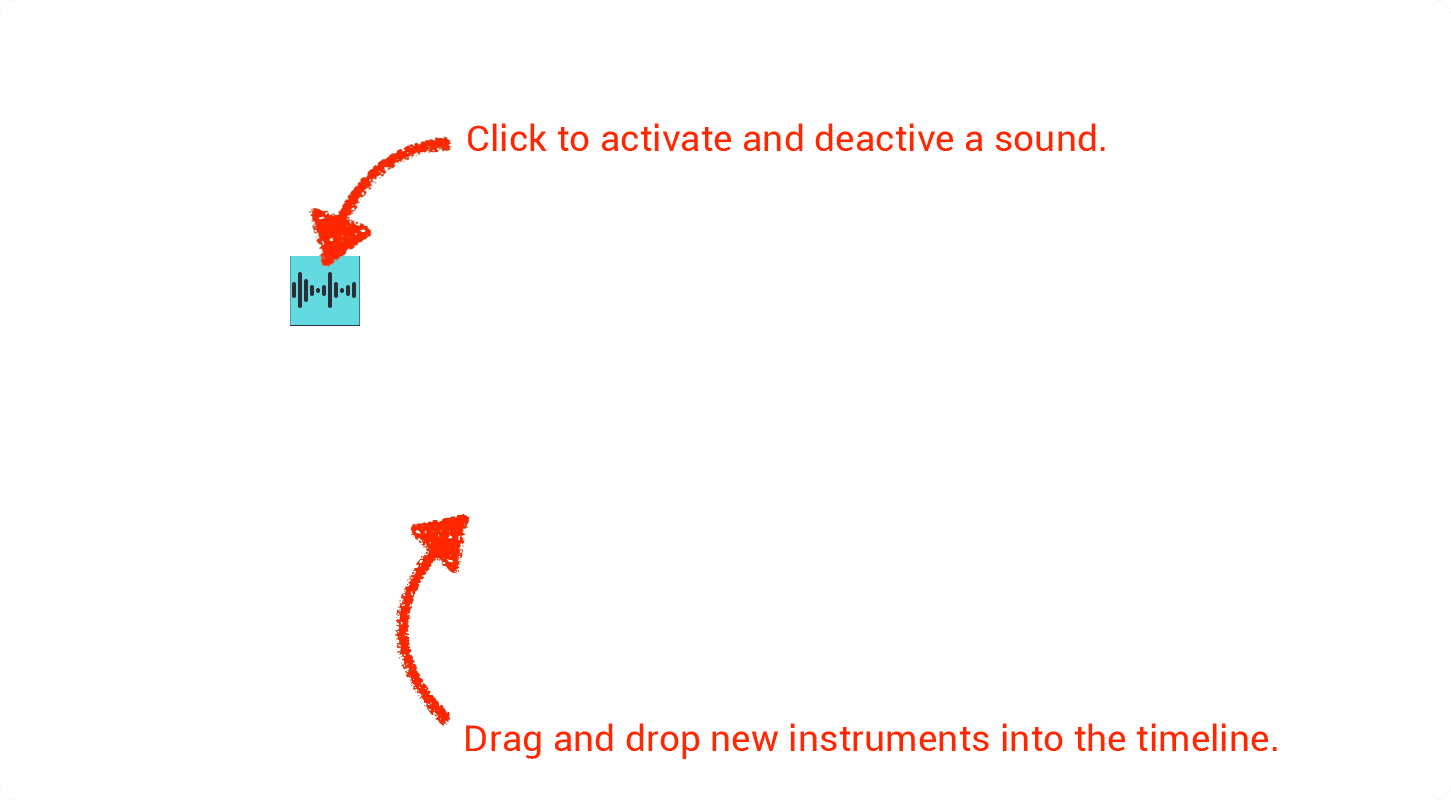 Click to activate and deactive a sound.
Drag and drop new instruments into the timeline.